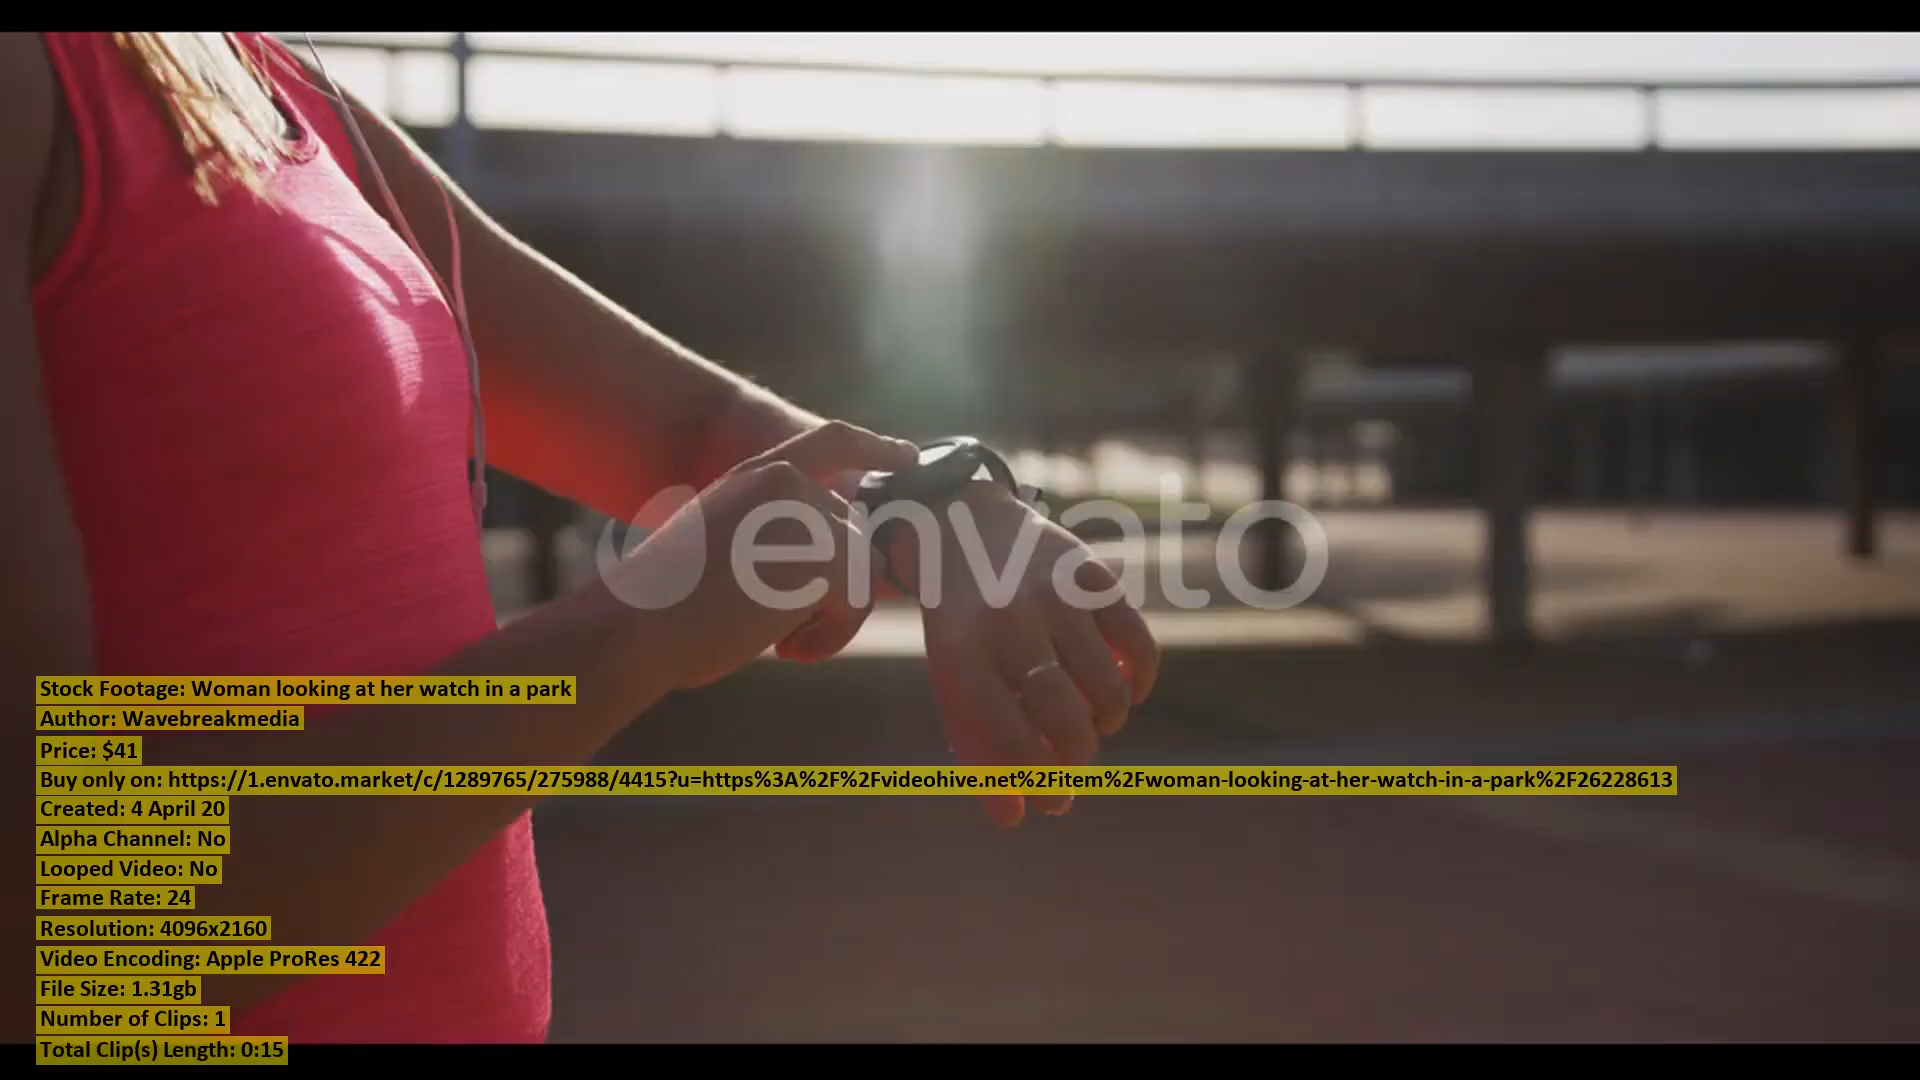 envato
Stock Footage: Woman looking at her watch in a park
Author: Wavebreakmedia
Price: $41
Buy only on: https://1.envato.market/c/1289765/275988/4415?u=https%3A%2F%2Fvideohive.net%2Fitem%2Fwoman-looking-at-her-watch-in-a-park%2F26228613
Created: 4 April 20
Alpha Channel: No
Looped Video: No
Frame Rate: 24
Resolution: 4096x2160
Video Encoding: Apple ProRes 422
File Size: 1.31gb
Number of Clips: 1
Total Clip(s) Length: 0:15